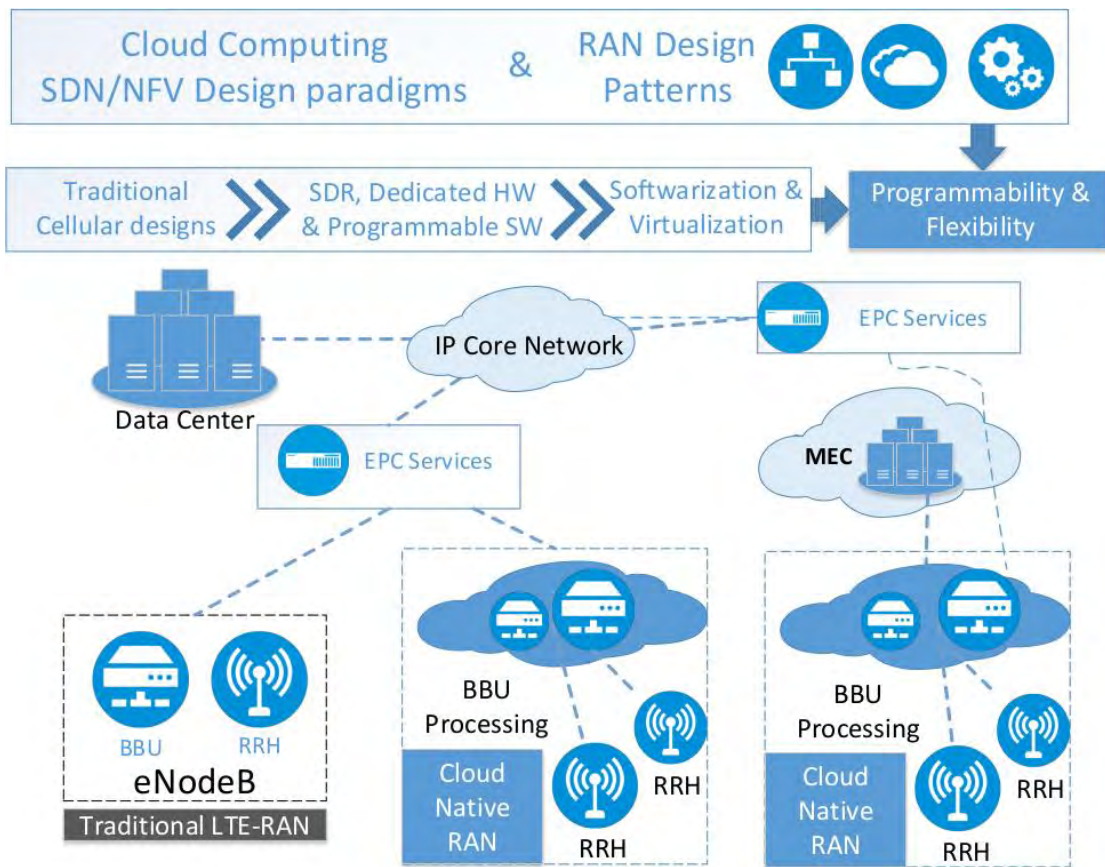 Cloud Computing
SDN/NFV Design paradigms
&
RAN Design
Patterns
Traditional
Cellular designs
SDR, Dedicated HW
& Programmable SW
Softwarization &
Virtualization
Programmability &
Flexibility
Data Center
IP Core Network
EPC Services
EPC Services
MEC
BBU
RRH
eNodeB
Traditional LTE-RAN
BBU
Processing
RRH
RRH
Cloud
Native
RAN
BBU
Processing
RRH
RRH
Cloud
Native
RAN